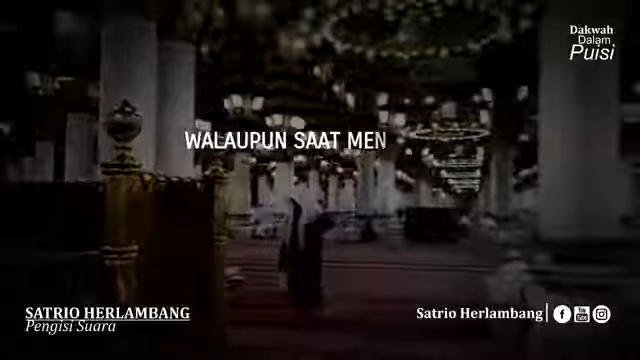 Dakwah
Dalam
Puisi
WALAUPUN SAAT MEN
SATRIO HERLAMBANG
Pengisi Suara
Satrio Herlambang